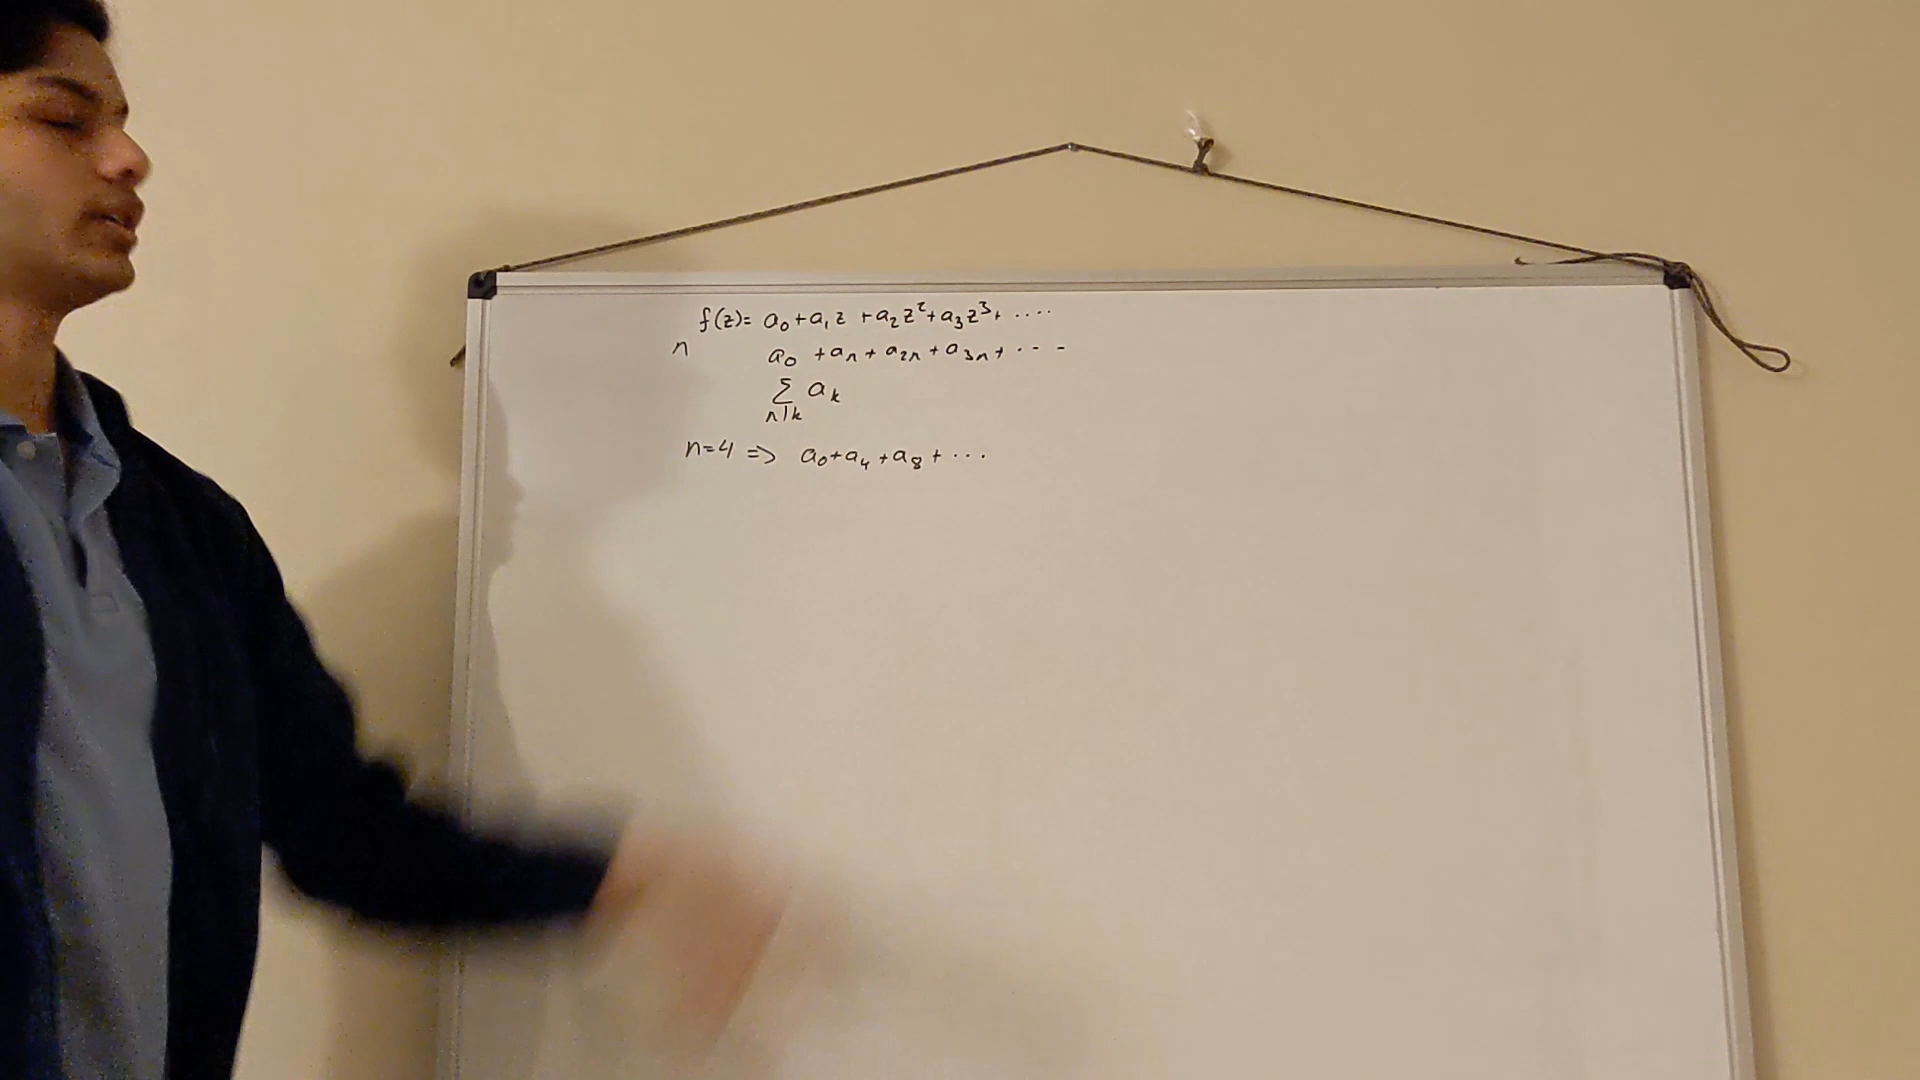 f(z)= a₀+a₁z +a₂z²+a₃z³+ ....
n a₀ +aₙ+a₂ₙ+a₃ₙ+ ....
∑ aₖ
n|k
n=4 => a₀+a₄+a₈+...